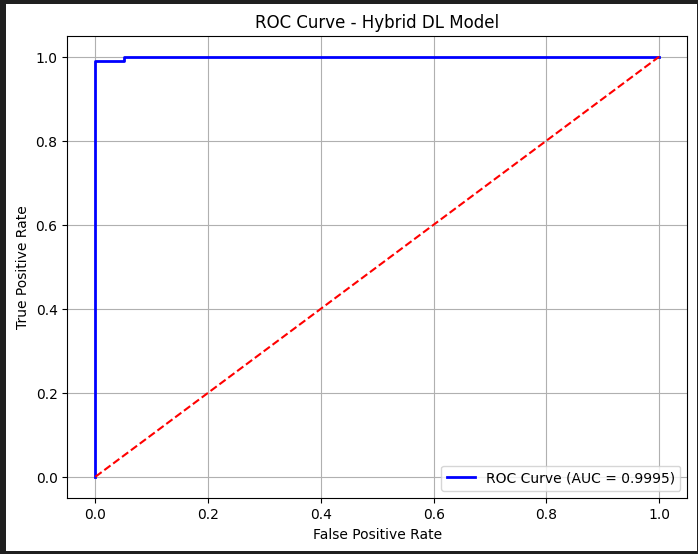 ROC Curve - Hybrid DL Model
True Positive Rate
1.0
0.8
0.6
0.4
0.2
0.0
0.0 0.2 0.4 0.6 0.8 1.0
False Positive Rate
ROC Curve (AUC = 0.9995)